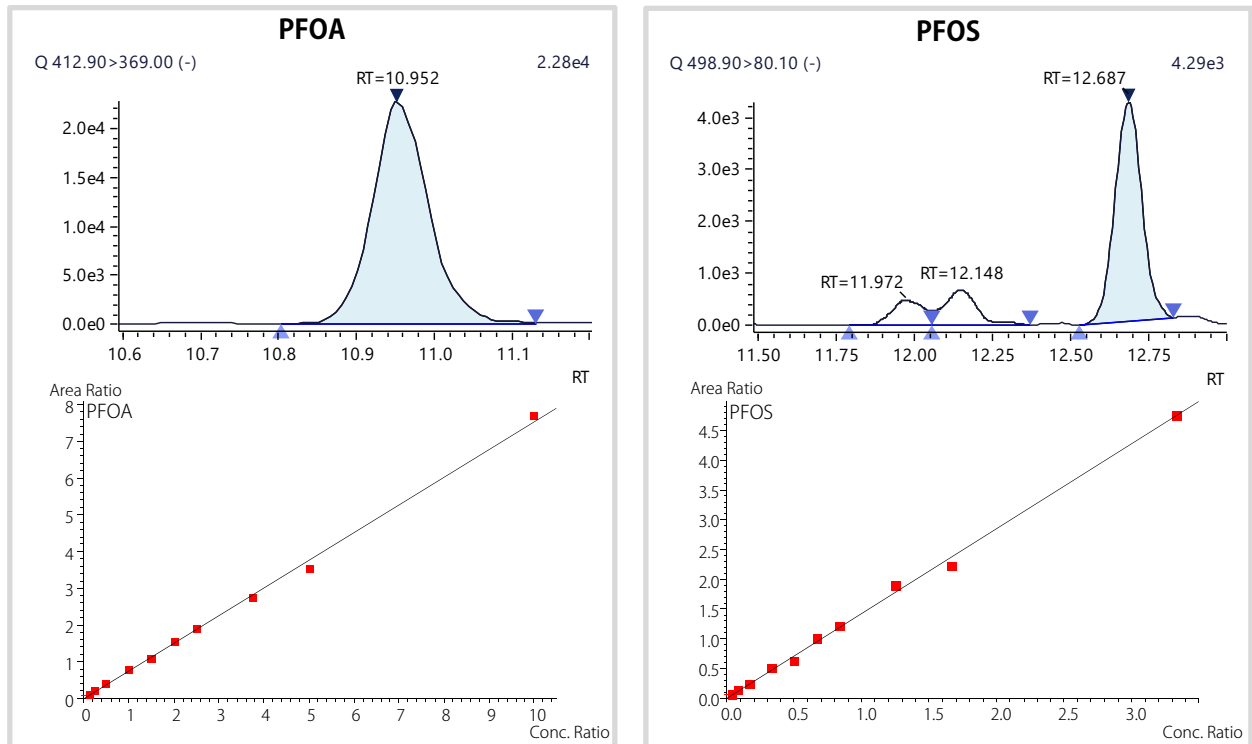 PFOA
Q 412.90>369.00 (-) 2.28e4
RT=10.952
2.0e4
1.5e4
1.0e4
5.0e3
0.0e0
10.6 10.7 10.8 10.9 11.0 11.1
RT
Area Ratio
PFOA
8
7
6
5
4
3
2
1
0
0 1 2 3 4 5 6 7 8 9 10
Conc. Ratio
PFOS
Q 498.90>80.10 (-) 4.29e3
RT=12.687
4.0e3
3.0e3
2.0e3
1.0e3
0.0e0
RT=11.972 RT=12.148
11.50 11.75 12.00 12.25 12.50 12.75
RT
Area Ratio
PFOS
4.5
4.0
3.5
3.0
2.5
2.0
1.5
1.0
0.5
0.0
0.0 0.5 1.0 1.5 2.0 2.5 3.0
Conc. Ratio